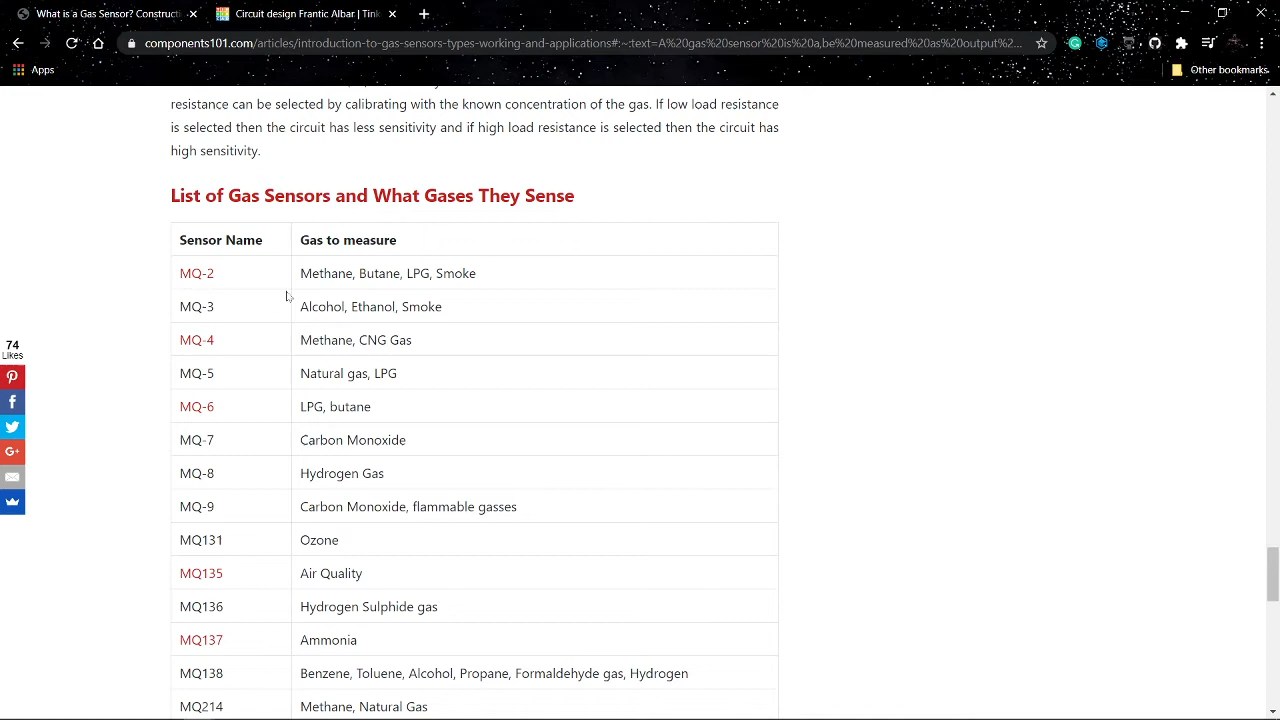 What is a Gas Sensor? Constructi
Circuit design Frantic Albar | Tink
components101.com/articles/introduction-to-gas-sensors-types-working-and-applications#:~:text=A%20gas%20sensor%20is%20a,be%20measured%20as%20output%2...
Apps
Other bookmarks
resistance can be selected by calibrating with the known concentration of the gas. If low load resistance
is selected then the circuit has less sensitivity and if high load resistance is selected then the circuit has
high sensitivity.
List of Gas Sensors and What Gases They Sense
Sensor Name Gas to measure
MQ-2 Methane, Butane, LPG, Smoke
MQ-3 Alcohol, Ethanol, Smoke
MQ-4 Methane, CNG Gas
MQ-5 Natural gas, LPG
MQ-6 LPG, butane
MQ-7 Carbon Monoxide
MQ-8 Hydrogen Gas
MQ-9 Carbon Monoxide, flammable gasses
MQ131 Ozone
MQ135 Air Quality
MQ136 Hydrogen Sulphide gas
MQ137 Ammonia
MQ138 Benzene, Toluene, Alcohol, Propane, Formaldehyde gas, Hydrogen
MQ214 Methane, Natural Gas
74
Likes
G+